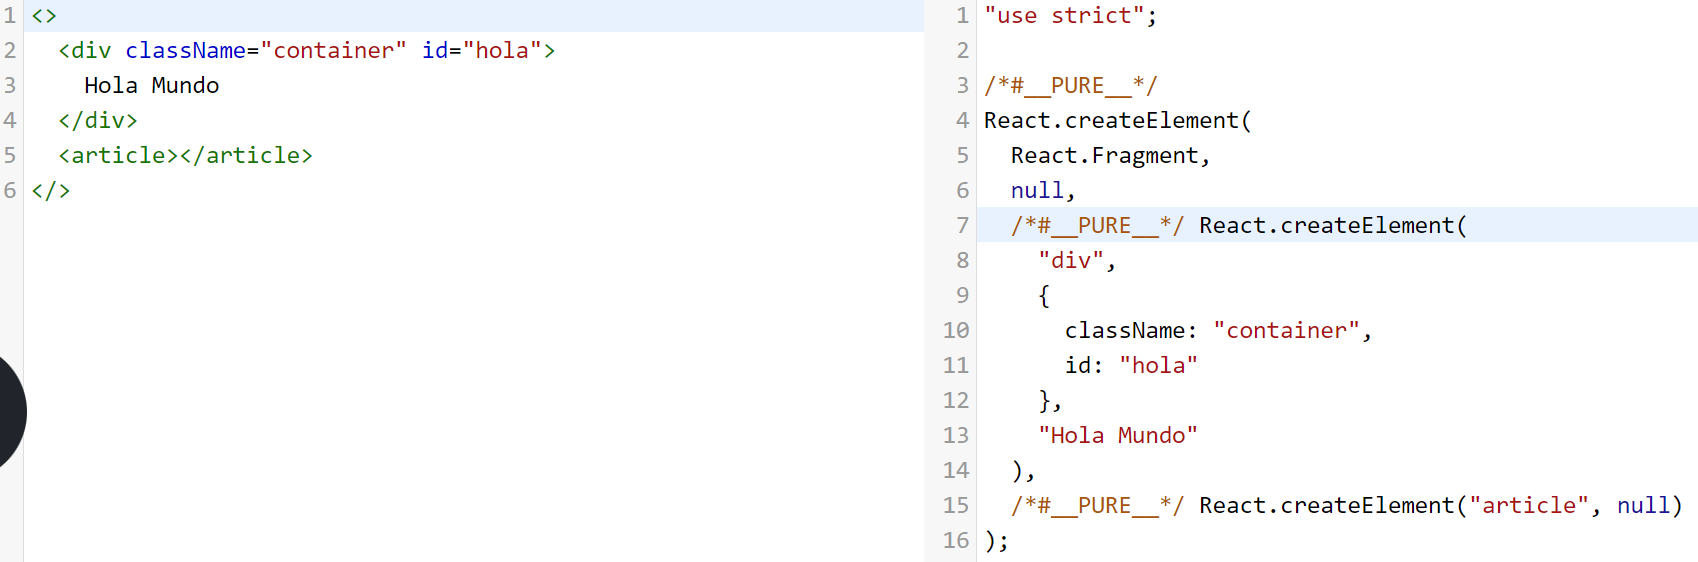 1 <>
2   <div className="container" id="hola">
3     Hola Mundo
4   </div>
5   <article></article>
6 </>
1 "use strict";
2
3 /*#__PURE__*/
4 React.createElement(
5   React.Fragment,
6   null,
7   /*#__PURE__*/ React.createElement(
8     "div",
9     {
10       className: "container",
11       id: "hola"
12     },
13     "Hola Mundo"
14   ),
15   /*#__PURE__*/ React.createElement("article", null)
16 );